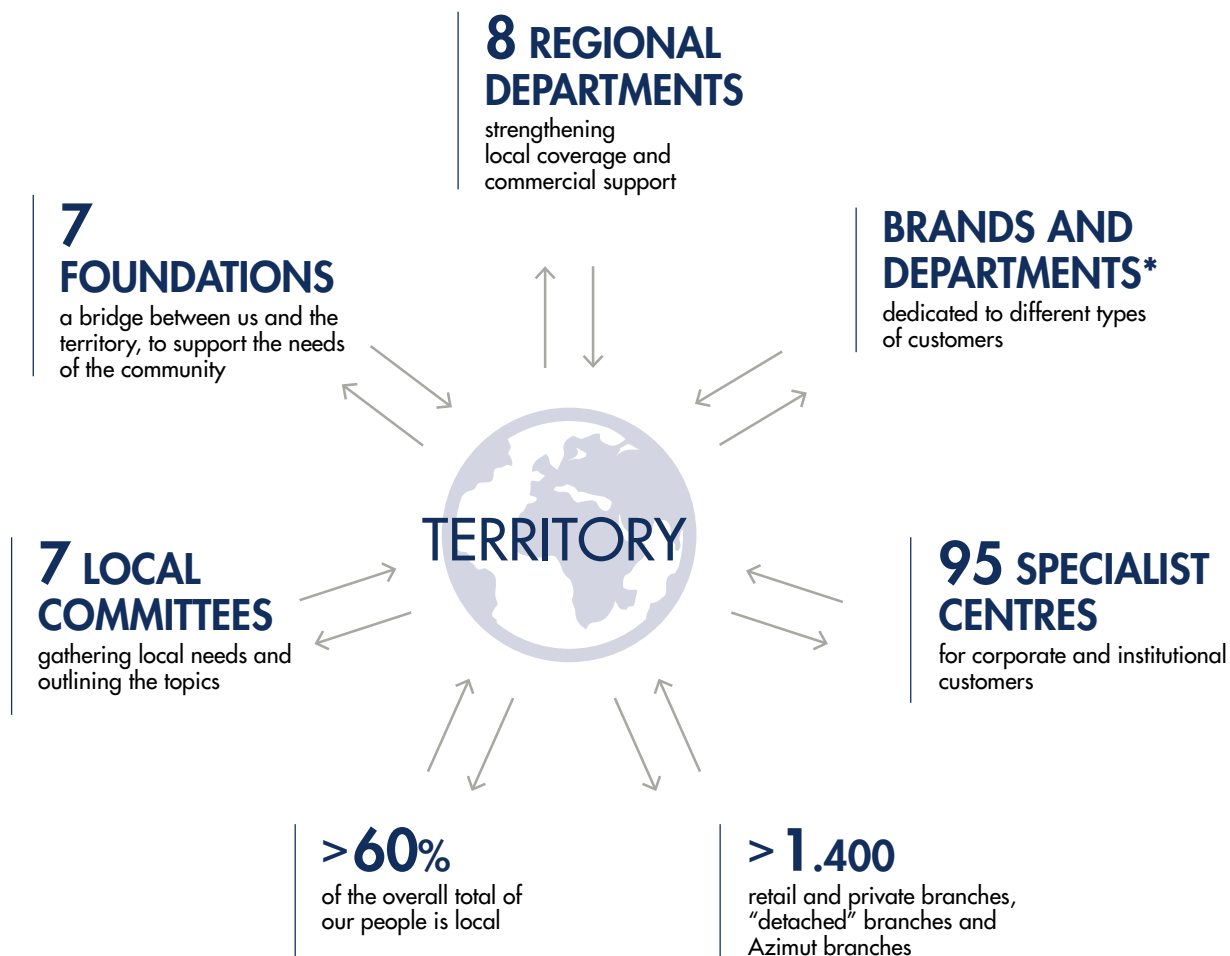 8 REGIONAL
DEPARTMENTS
strengthening
local coverage and
commercial support
7
FOUNDATIONS
a bridge between us and the
territory, to support the needs
of the community
BRANDS AND
DEPARTMENTS*
dedicated to different types
of customers
TERRITORY
7 LOCAL
COMMITTEES
gathering local needs and
outlining the topics
95 SPECIALIST
CENTRES
for corporate and institutional
customers
>60%
of the overall total of
our people is local
> 1.400
retail and private branches,
“detached” branches and
Azimut branches